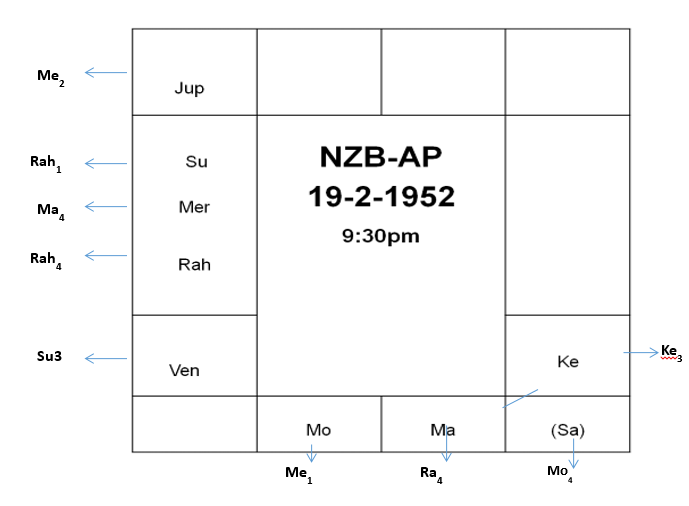 Me2 Jup
Rah1 Su
NZB-AP
19-2-1952
9:30pm
Ma4 Mer
Rah4 Rah
Su3 Ven
Ke Ke3
Mo Ma (Sa)
Me1 Ra4 Mo4